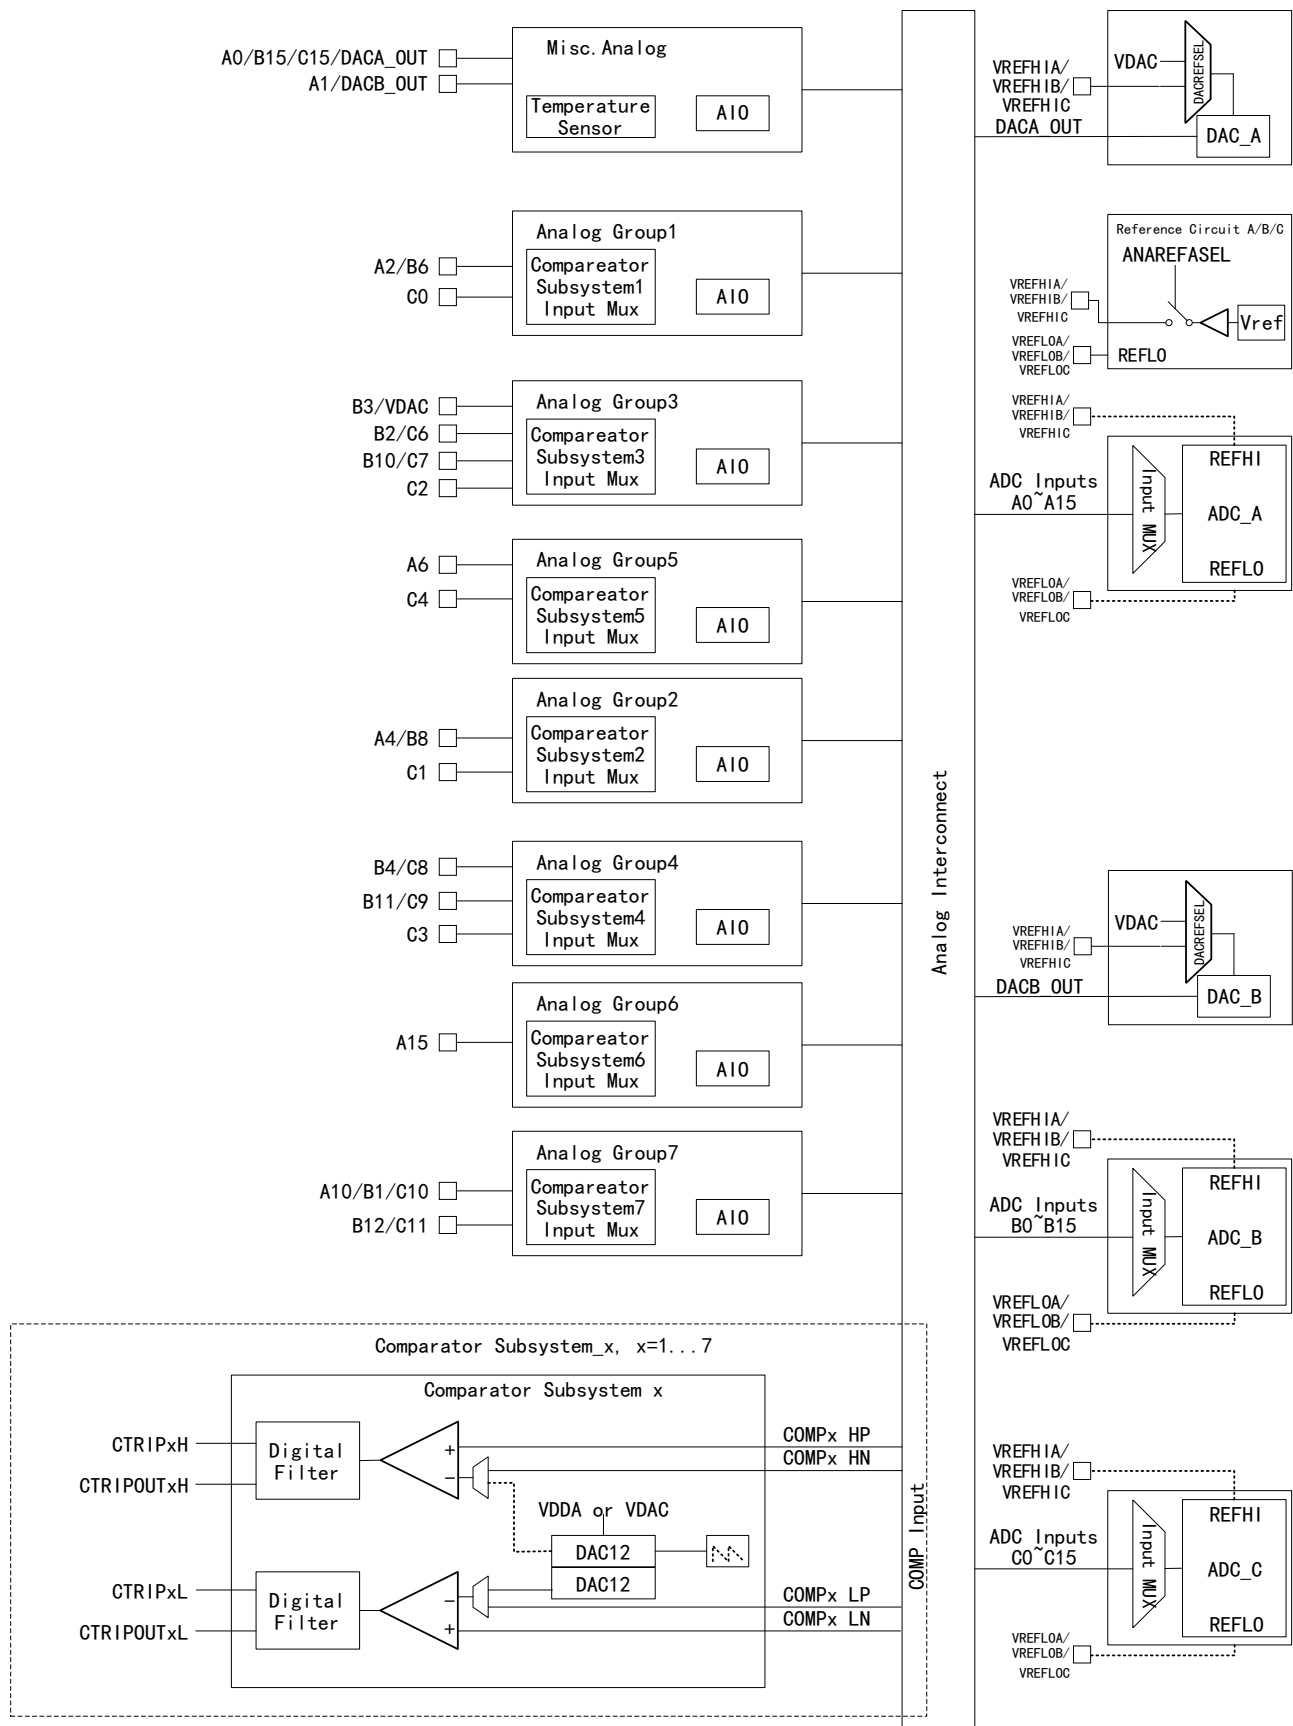 A0/B15/C15/DACA_OUT
A1/DACB_OUT
Misc.Analog
Temperature
Sensor
AIO
A2/B6
C0
Analog Group1
Compareator
Subsystem1
Input Mux
AIO
B3/VDAC
B2/C6
B10/C7
C2
Analog Group3
Compareator
Subsystem3
Input Mux
AIO
A6
C4
Analog Group5
Compareator
Subsystem5
Input Mux
AIO
A4/B8
C1
Analog Group2
Compareator
Subsystem2
Input Mux
AIO
B4/C8
B11/C9
C3
Analog Group4
Compareator
Subsystem4
Input Mux
AIO
A15
Analog Group6
Compareator
Subsystem6
Input Mux
AIO
A10/B1/C10
B12/C11
Analog Group7
Compareator
Subsystem7
Input Mux
AIO
Analog Interconnect
VREFHIA/
VREFHIB/
VREFHIC
VDAC
DACREFSEL
DACA_OUT
DAC_A
Reference Circuit A/B/C
ANAREFASEL
VREFHIA/
VREFHIB/
VREFHIC
Vref
VREFLOA/
VREFLOB/
VREFLOC
REFLO
VREFHIA/
VREFHIB/
VREFHIC
ADC Inputs
A0~A15
Input MUX
REFHI
ADC_A
REFLO
VREFLOA/
VREFLOB/
VREFLOC
VREFHIA/
VREFHIB/
VREFHIC
VDAC
DACREFSEL
DACB_OUT
DAC_B
VREFHIA/
VREFHIB/
VREFHIC
ADC Inputs
B0~B15
Input MUX
REFHI
ADC_B
REFLO
VREFLOA/
VREFLOB/
VREFLOC
VREFHIA/
VREFHIB/
VREFHIC
ADC Inputs
C0~C15
Input MUX
REFHI
ADC_C
REFLO
VREFLOA/
VREFLOB/
VREFLOC
Comparator Subsystem_x, x=1...7
Comparator Subsystem x
CTRIPxH
CTRIPOUTxH
Digital
Filter
+
−
COMPx HP
COMPx HN
VDDA or VDAC
DAC12
DAC12
CTRIPxL
CTRIPOUTxL
Digital
Filter
−
+
COMPx LP
COMPx LN
COMP Input